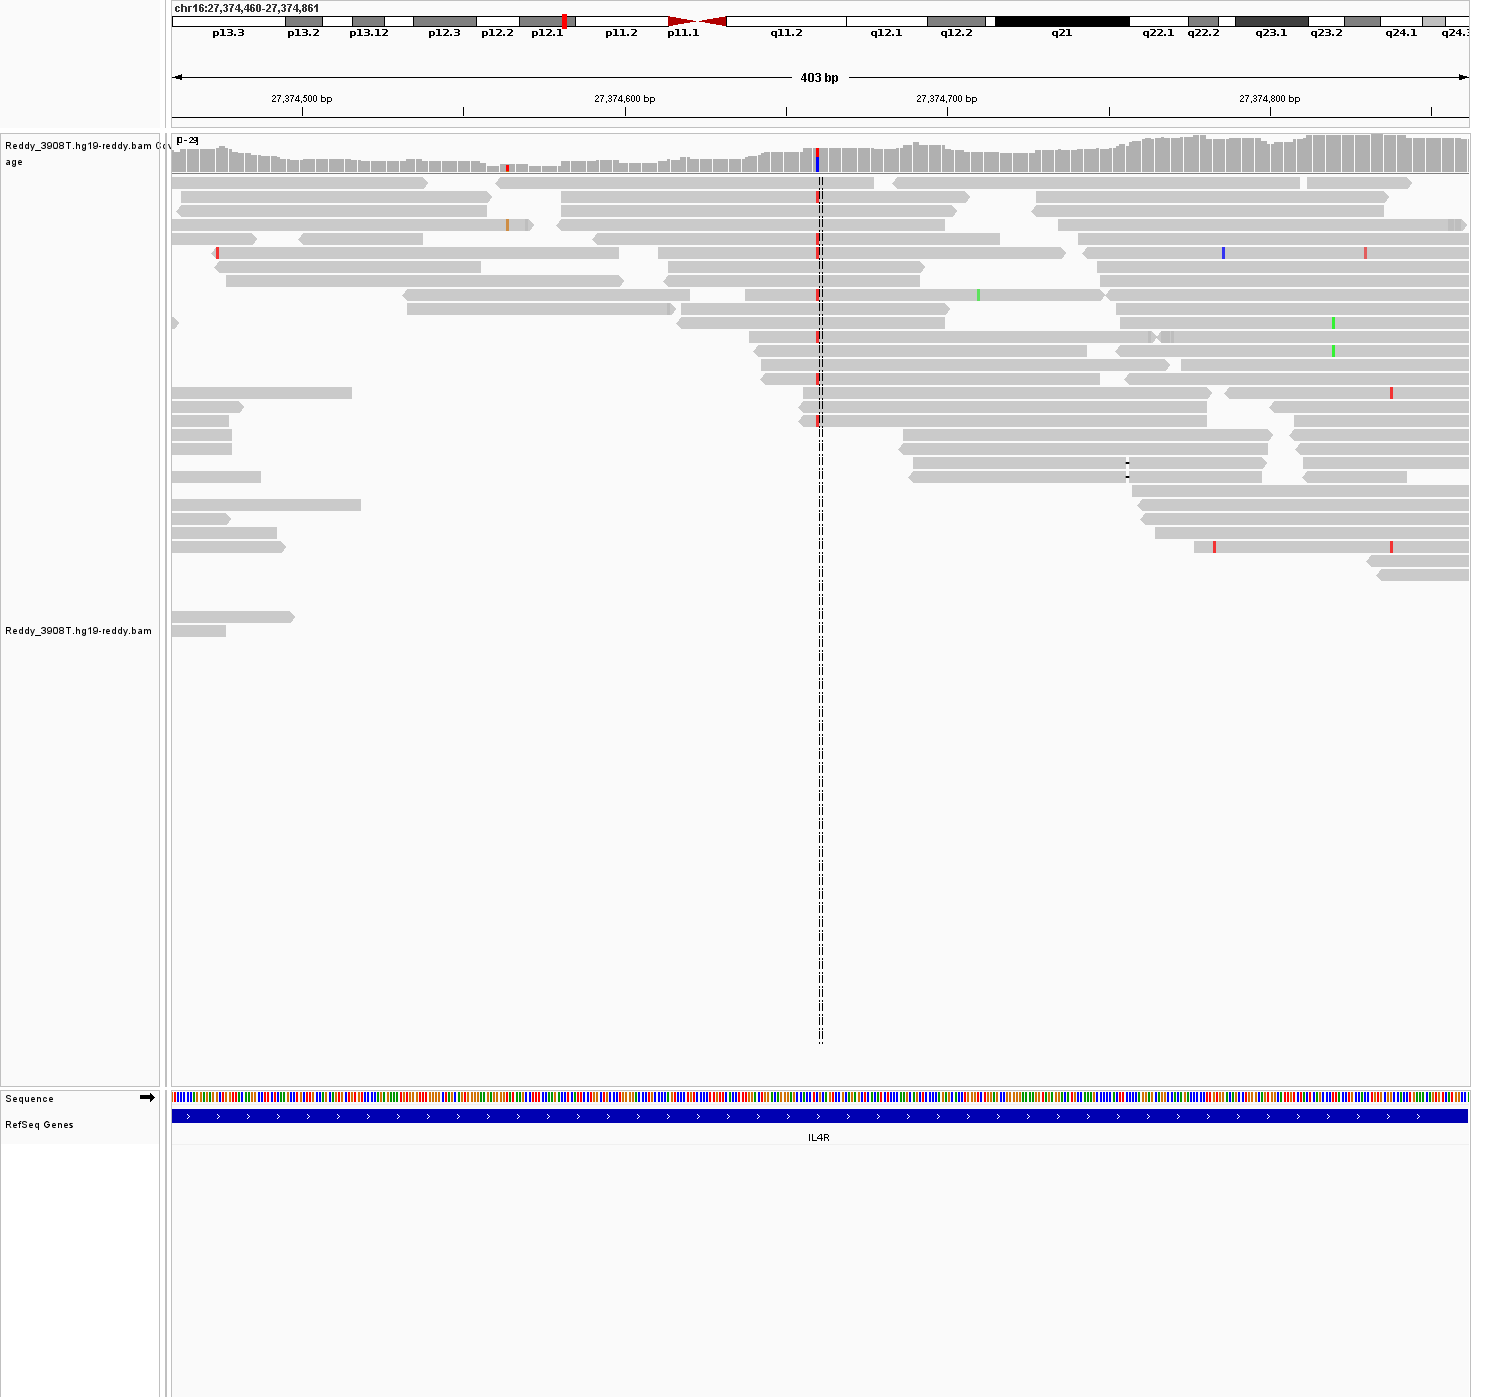 chr16:27,374,460-27,374,861
p13.3 p13.2 p13.12 p12.3 p12.2 p12.1 p11.2 p11.1 q11.2 q12.1 q12.2 q21 q22.1 q22.2 q23.1 q23.2 q24.1 q24.3
403 bp
27,374,500 bp 27,374,600 bp 27,374,700 bp 27,374,800 bp
[0-29]
Reddy_3908T.hg19-reddy.bam Cov
age
Reddy_3908T.hg19-reddy.bam
Sequence
RefSeq Genes
IL4R